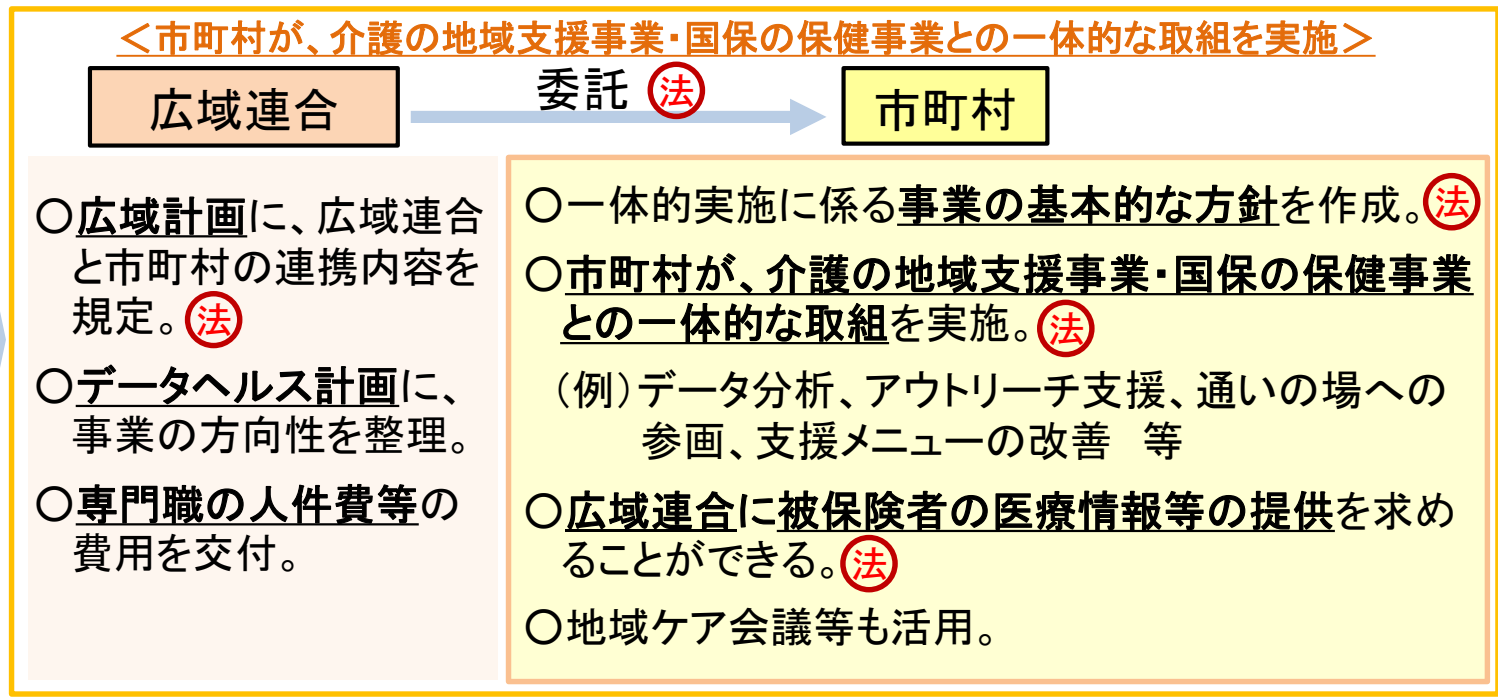 ＜市町村が、介護の地域支援事業・国保の保健事業との一体的な取組を実施＞
広域連合
委託 法
市町村
○広域計画に、広域連合
と市町村の連携内容を
規定。法
○データヘルス計画に、
事業の方向性を整理。
○専門職の人件費等の
費用を交付。
○一体的実施に係る事業の基本的な方針を作成。法
○市町村が、介護の地域支援事業・国保の保健事業
との一体的な取組を実施。法
（例）データ分析、アウトリーチ支援、通いの場への
参画、支援メニューの改善　等
○広域連合に被保険者の医療情報等の提供を求め
ることができる。法
○地域ケア会議等も活用。